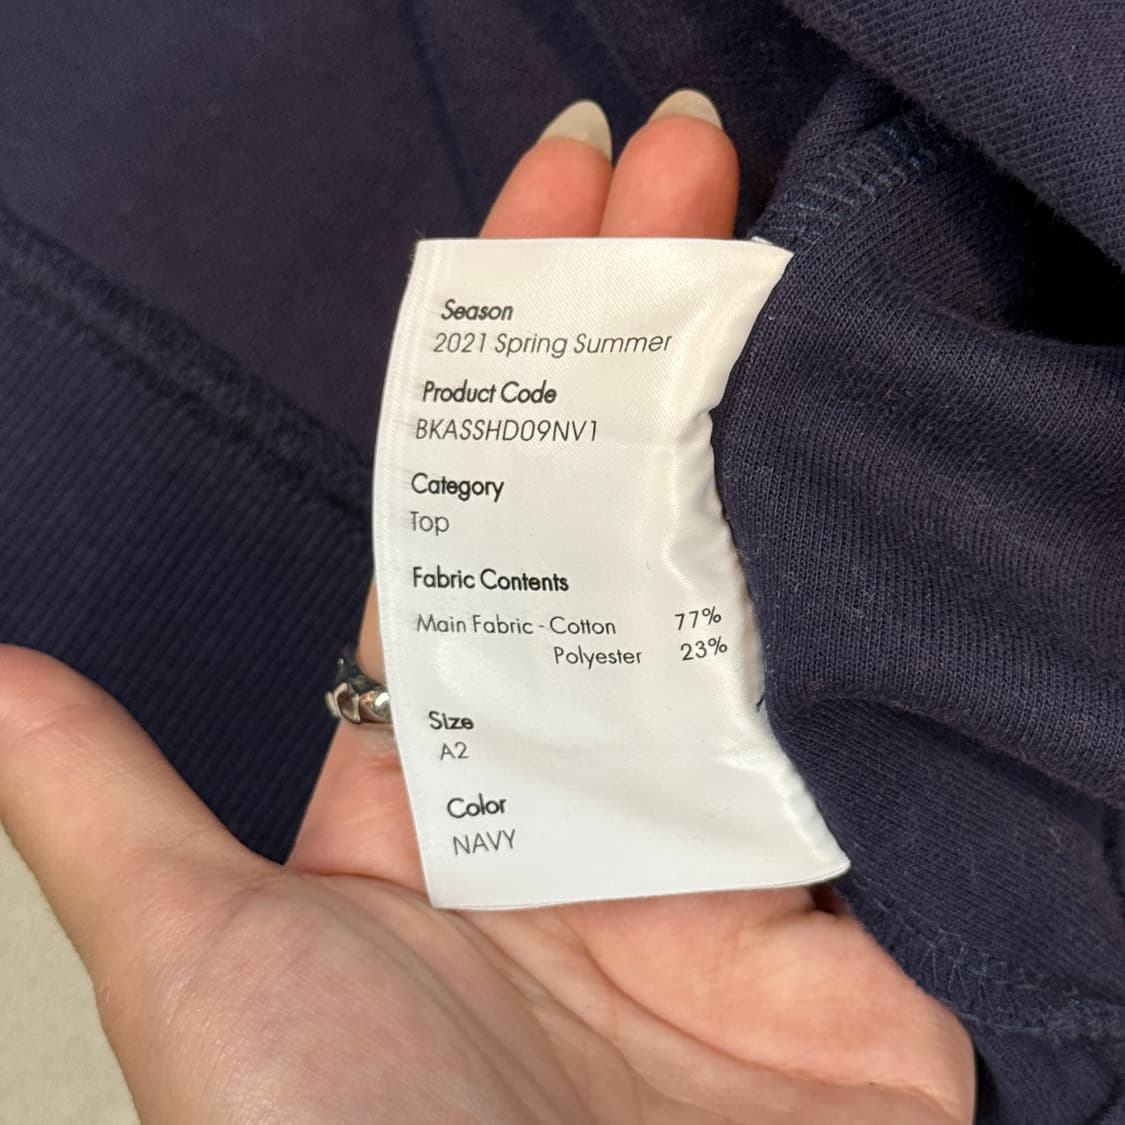 Season
2021 Spring Summer
Product Code
BKASSHD09NV1
Category
Top
Fabric Contents
Main Fabric - Cotton 77%
Polyester 23%
Size
A2
Color
NAVY